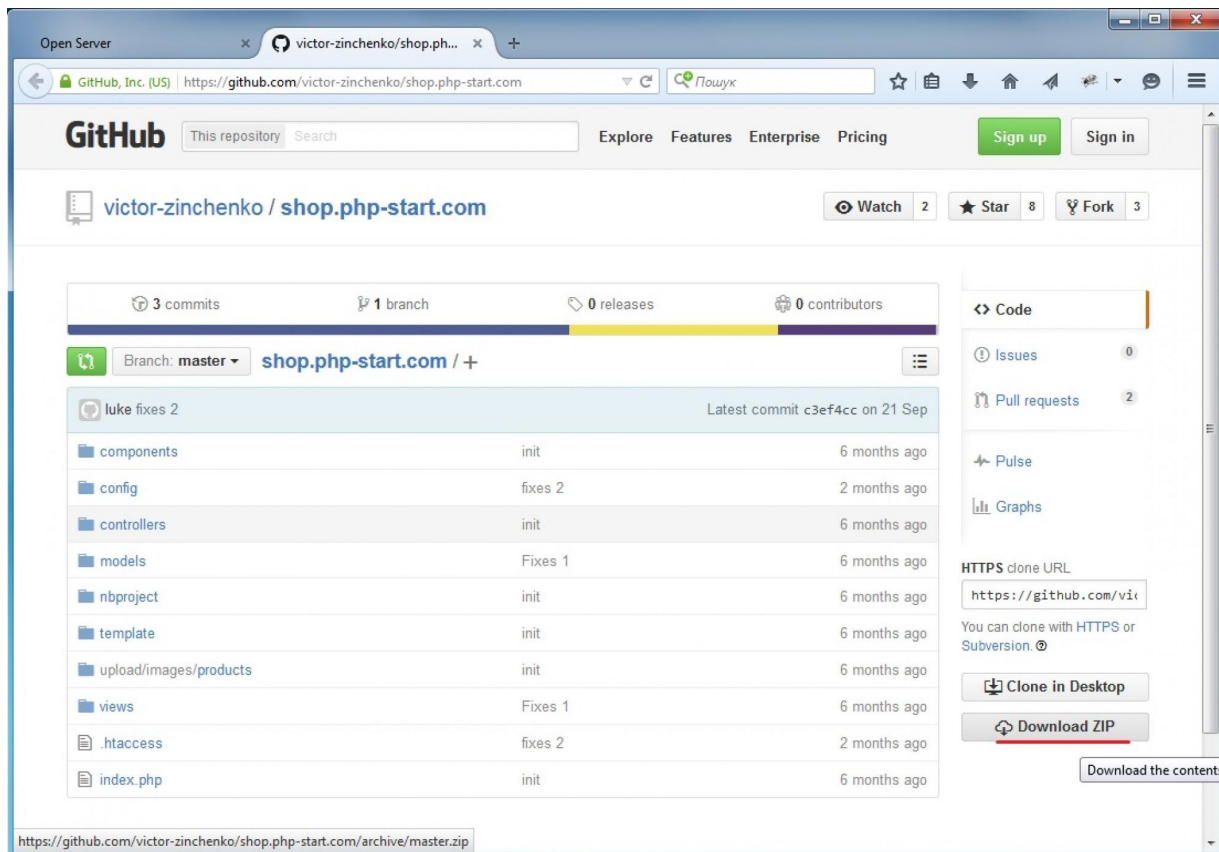 Open Server
victor-zinchenko/shop.ph...
GitHub, Inc. (US) https://github.com/victor-zinchenko/shop.php-start.com
Пошук
GitHub This repository Search Explore Features Enterprise Pricing Sign up Sign in
victor-zinchenko / shop.php-start.com Watch 2 Star 8 Fork 3
3 commits 1 branch 0 releases 0 contributors
Branch: master shop.php-start.com / +
luke fixes 2 Latest commit c3ef4cc on 21 Sep
components init 6 months ago
config fixes 2 2 months ago
controllers init 6 months ago
models Fixes 1 6 months ago
nbproject init 6 months ago
template init 6 months ago
upload/images/products init 6 months ago
views Fixes 1 6 months ago
.htaccess fixes 2 2 months ago
index.php init 6 months ago
Code
Issues 0
Pull requests 2
Pulse
Graphs
HTTPS clone URL
https://github.com/vic
You can clone with HTTPS or
Subversion.
Clone in Desktop
Download ZIP
Download the content
https://github.com/victor-zinchenko/shop.php-start.com/archive/master.zip